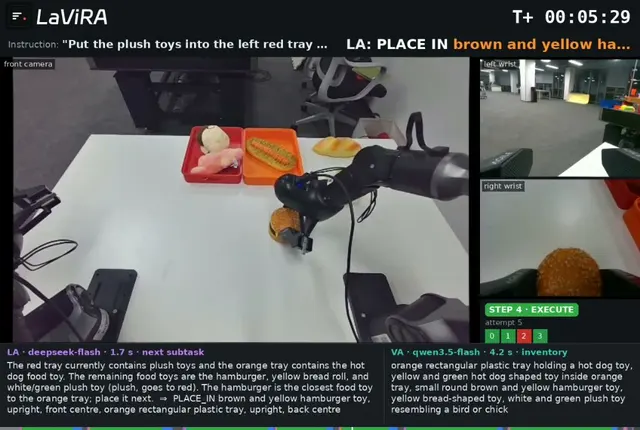 LaViRA
T+ 00:05:29
Instruction: "Put the plush toys into the left red tray ...
LA: PLACE IN brown and yellow ha...
front camera
left wrist
right wrist
STEP 4 · EXECUTE
attempt 5
0 1 2 3
LA · deepseek-flash · 1.7 s · next subtask
The red tray currently contains plush toys and the orange tray contains the hot
dog food toy. The remaining food toys are the hamburger, yellow bread roll, and
white/green plush toy (plush, goes to red). The hamburger is the closest food toy
to the orange tray; place it next. ⇒ PLACE_IN brown and yellow hamburger toy,
upright, front centre, orange rectangular plastic tray, upright, back centre
VA · qwen3.5-flash · 4.2 s · inventory
orange rectangular plastic tray holding a hot dog toy,
yellow and green hot dog shaped toy inside orange
tray, small round brown and yellow hamburger toy,
yellow bread-shaped toy, white and green plush toy
resembling a bird or chick